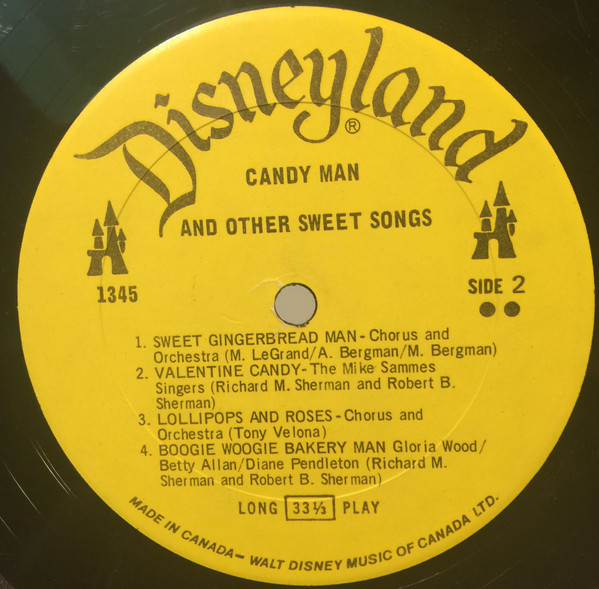 Disneyland®
CANDY MAN
AND OTHER SWEET SONGS
1345
SIDE 2
1. SWEET GINGERBREAD MAN-Chorus and
Orchestra (M. LeGrand/A. Bergman/M. Bergman)
2. VALENTINE CANDY-The Mike Sammes
Singers (Richard M. Sherman and Robert B.
Sherman)
3. LOLLIPOPS AND ROSES-Chorus and
Orchestra (Tony Velona)
4. BOOGIE WOOGIE BAKERY MAN Gloria Wood/
Betty Allan/Diane Pendleton (Richard M.
Sherman and Robert B. Sherman)
LONG 33⅓ PLAY
MADE IN CANADA— WALT DISNEY MUSIC OF CANADA LTD.